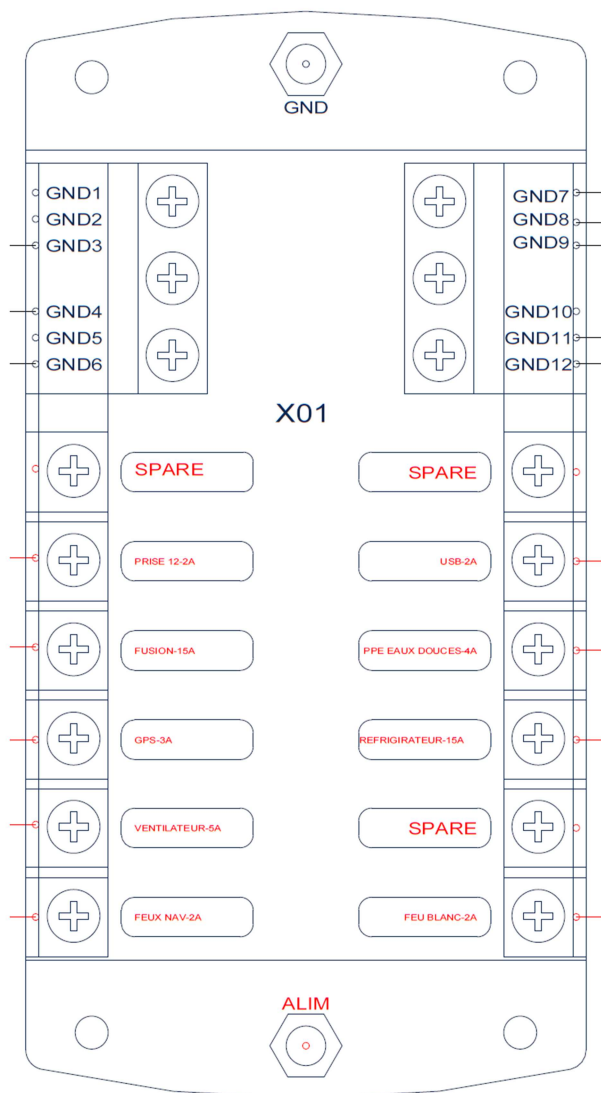 GND
GND1
GND2
GND3
GND4
GND5
GND6
GND7
GND8
GND9
GND10
GND11
GND12
X01
SPARE
SPARE
PRISE 12-2A
USB-2A
FUSION-15A
PPE EAUX DOUCES-4A
GPS-3A
REFRIGIRATEUR-15A
VENTILATEUR-5A
SPARE
FEUX NAV-2A
FEU BLANC-2A
ALIM